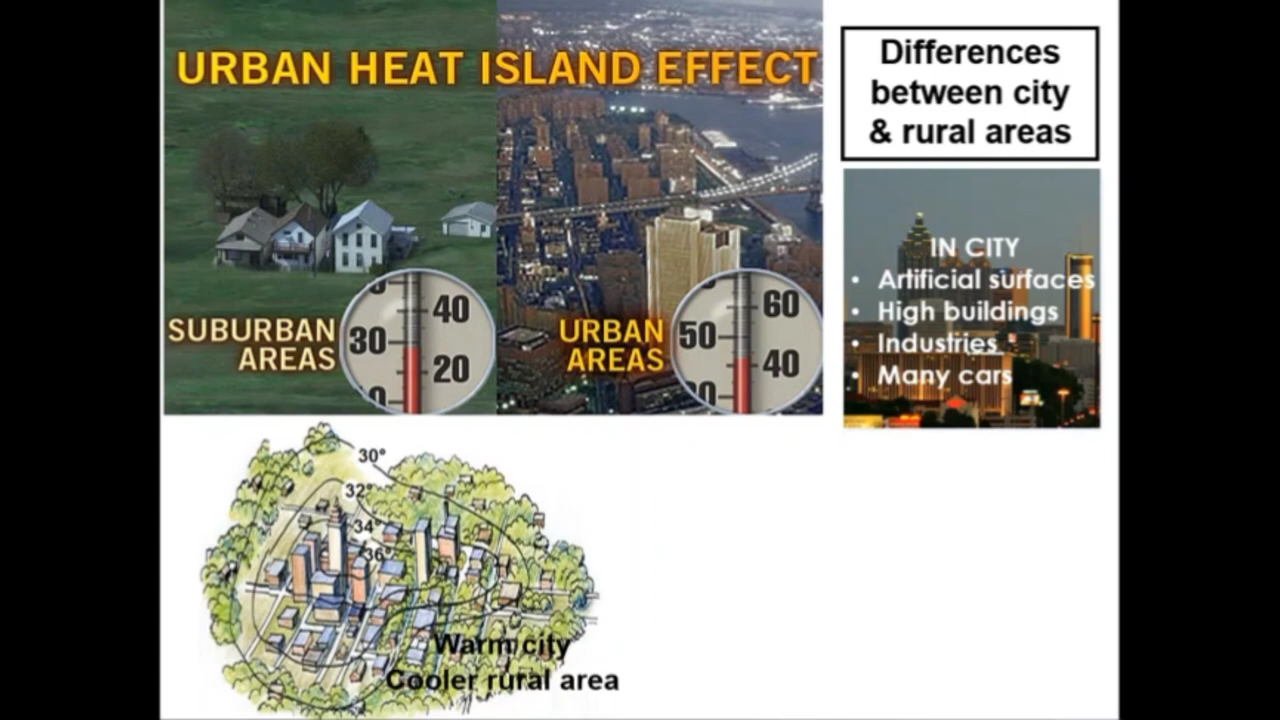 URBAN HEAT ISLAND EFFECT
SUBURBAN
AREAS
40
30
20
URBAN
AREAS
60
50
40
Differences
between city
& rural areas
IN CITY
• Artificial surfaces
• High buildings
• Industries
• Many cars
30°
32°
34°
36°
Warm city
Cooler rural area